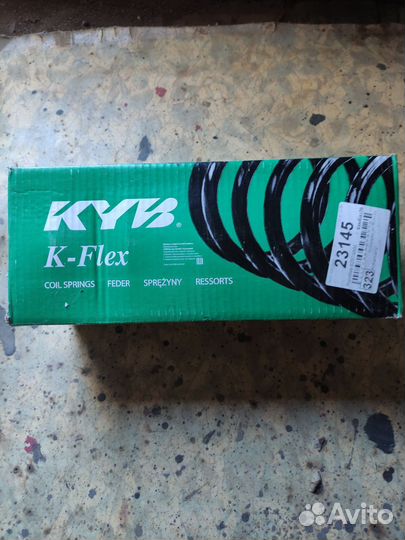 KYB®
K-Flex
COIL SPRINGS FEDER SPRĘŻYNY RESSORTS
23145
323
Avito